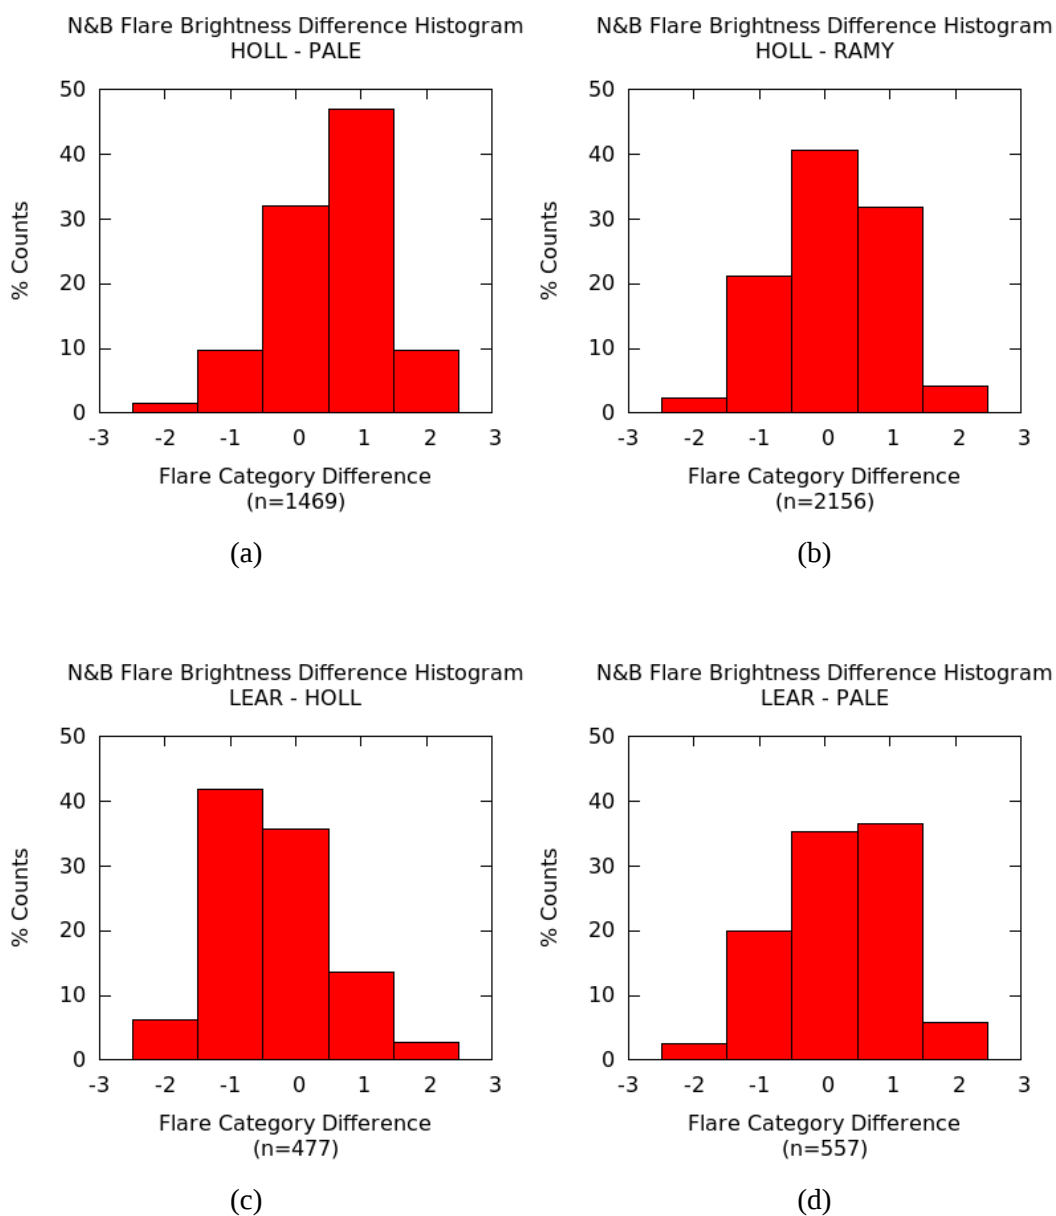 N&B Flare Brightness Difference Histogram
HOLL - PALE
50
40
30
20
10
0
% Counts
-3 -2 -1 0 1 2 3
Flare Category Difference
(n=1469)
(a)
N&B Flare Brightness Difference Histogram
HOLL - RAMY
50
40
30
20
10
0
% Counts
-3 -2 -1 0 1 2 3
Flare Category Difference
(n=2156)
(b)
N&B Flare Brightness Difference Histogram
LEAR - HOLL
50
40
30
20
10
0
% Counts
-3 -2 -1 0 1 2 3
Flare Category Difference
(n=477)
(c)
N&B Flare Brightness Difference Histogram
LEAR - PALE
50
40
30
20
10
0
% Counts
-3 -2 -1 0 1 2 3
Flare Category Difference
(n=557)
(d)